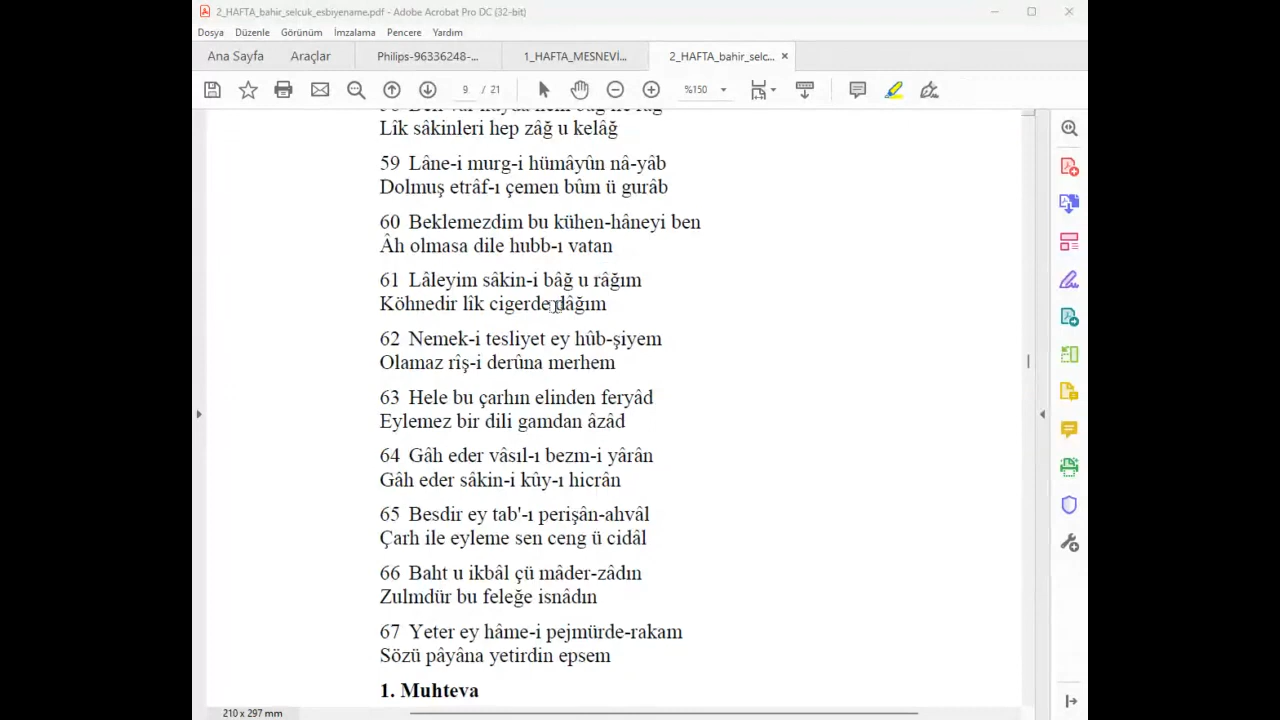 2_HAFTA_bahir_selcuk_esbıyename.pdf - Adobe Acrobat Pro DC (32-bit)
Dosya Düzenle Görünüm İmzalama Pencere Yardım
Ana Sayfa Araçlar Philips-96336248-... 1_HAFTA_MESNEVİ... 2_HAFTA_bahir_selc... ×
9 / 21 %150
Lîk sâkinleri hep zâğ u kelâğ
59 Lâne-i murg-i hümâyûn nâ-yâb
Dolmuş etrâf-ı çemen bûm ü gurâb
60 Beklemezdim bu kühen-hâneyi ben
Âh olmasa dile hubb-ı vatan
61 Lâleyim sâkin-i bâğ u râğım
Köhnedir lîk cigerde dâğım
62 Nemek-i tesliyet ey hûb-şiyem
Olamaz rîş-i derûna merhem
63 Hele bu çarhın elinden feryâd
Eylemez bir dili gamdan âzâd
64 Gâh eder vâsıl-ı bezm-i yârân
Gâh eder sâkin-i kûy-ı hicrân
65 Besdir ey tab'-ı perişân-ahvâl
Çarh ile eyleme sen ceng ü cidâl
66 Baht u ikbâl çü mâder-zâdın
Zulmdür bu feleğe isnâdın
67 Yeter ey hâme-i pejmürde-rakam
Sözü pâyâna yetirdin epsem
1. Muhteva
210 x 297 mm